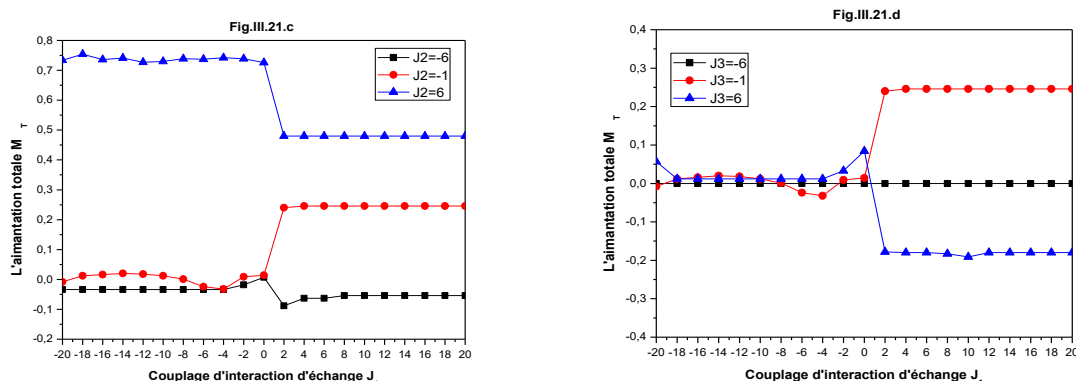 Fig.III.21.c
L'aimantation totale M T
0,8
0,7
0,6
0,5
0,4
0,3
0,2
0,1
0,0
-0,1
-0,2
J2=-6
J2=-1
J2=6
-20 -18 -16 -14 -12 -10 -8 -6 -4 -2 0 2 4 6 8 10 12 14 16 18 20
Couplage d'interaction d'échange J
Fig.III.21.d
L'aimantation totale M T
0,4
0,3
0,2
0,1
0,0
-0,1
-0,2
-0,3
-0,4
J3=-6
J3=-1
J3=6
-20 -18 -16 -14 -12 -10 -8 -6 -4 -2 0 2 4 6 8 10 12 14 16 18 20
Couplage d'interaction d'échange J